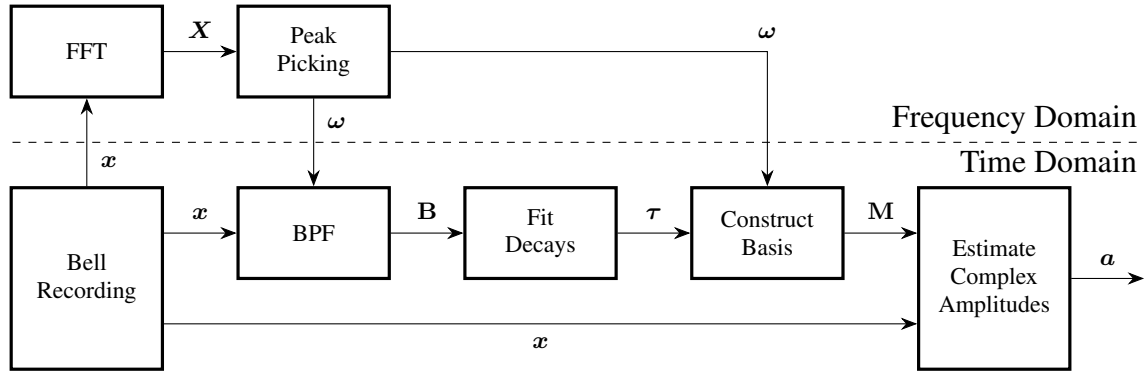 FFT
X
Peak
Picking
ω
ω
Frequency Domain
Time Domain
x
Bell
Recording
x
BPF
B
Fit
Decays
τ
Construct
Basis
M
Estimate
Complex
Amplitudes
a
x